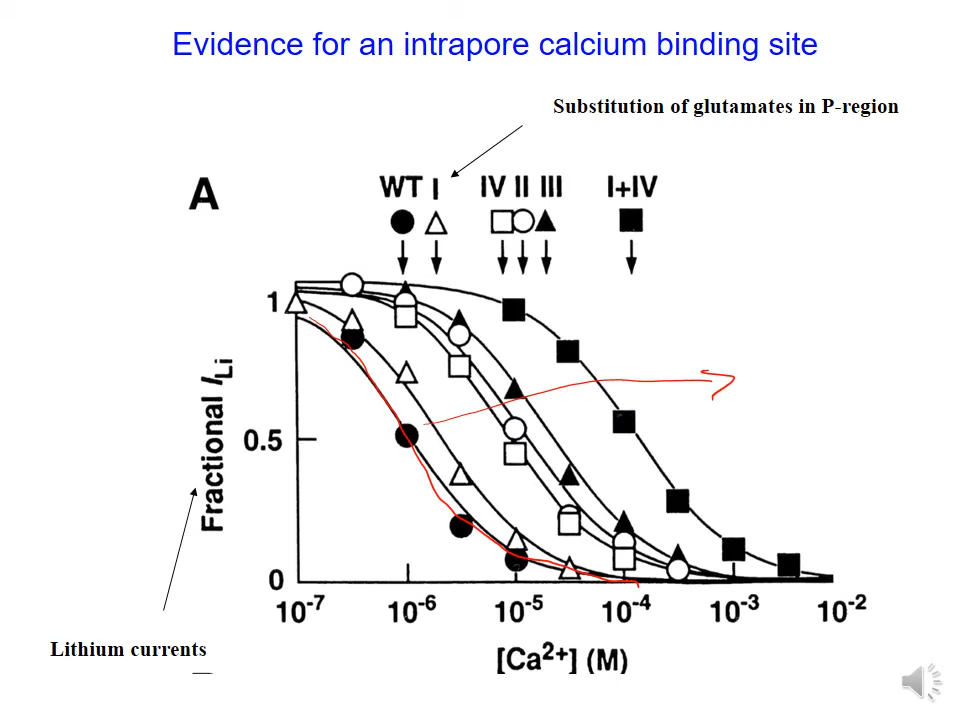 Evidence for an intrapore calcium binding site
Substitution of glutamates in P-region
A
WT I IV II III I+IV
1
0.5
0
Fractional I_Li
10⁻⁷ 10⁻⁶ 10⁻⁵ 10⁻⁴ 10⁻³ 10⁻²
[Ca²⁺] (M)
Lithium currents